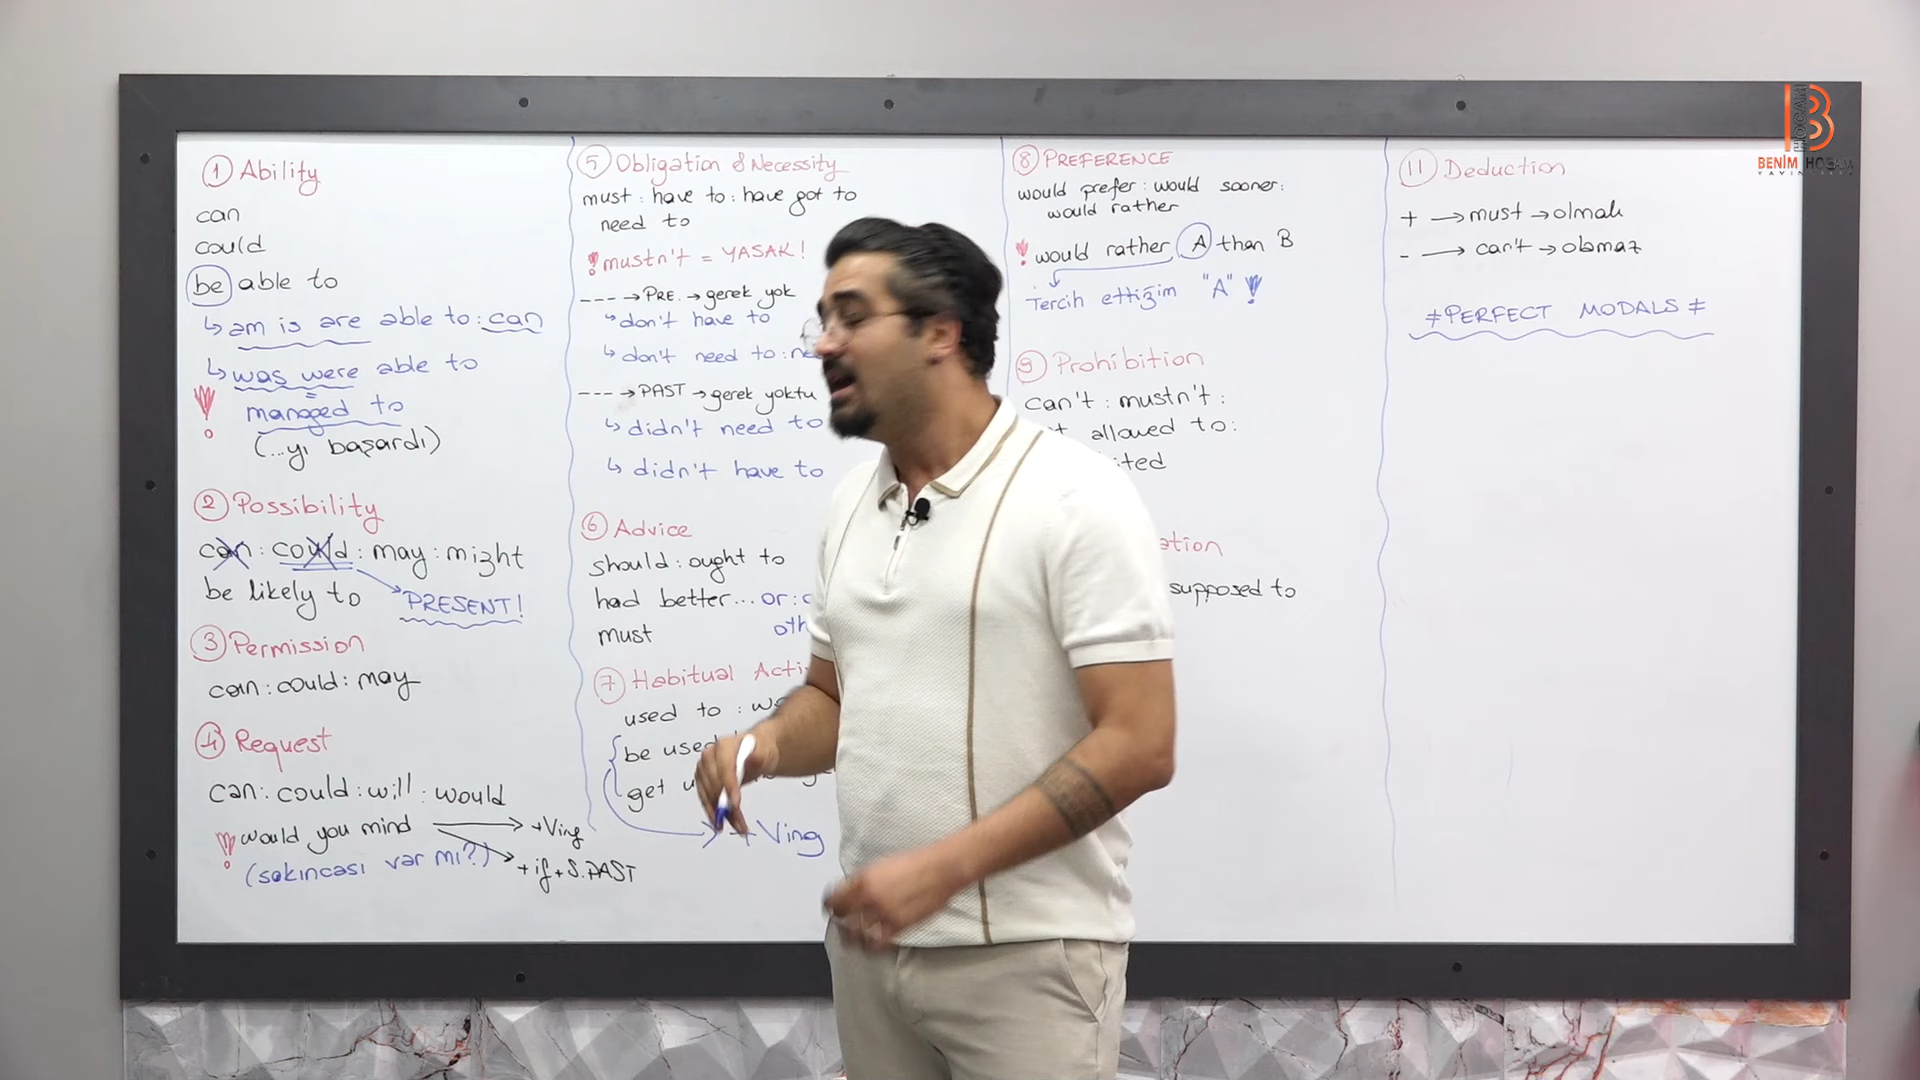 ① Ability
can
could
be able to
↳ am is are able to : can
↳ was were able to
managed to
(...yı başardı)
② Possibility
can : could : may : might
be likely to
PRESENT!
③ Permission
can : could : may
④ Request
can : could : will : would
would you mind → +Ving
(sakıncası var mı?) + if + S.PAST
⑤ Obligation & Necessity
must : have to : have got to
need to
! mustn't = YASAK!
--- → PRE. → gerek yok
↳ don't have to
↳ don't need to :
--- → PAST → gerek yoktu
↳ didn't need to
↳ didn't have to
⑥ Advice
should : ought to
had better... or :
must
⑦ Habitual
used to :
be
get
+ Ving
⑧ PREFERENCE
would prefer : would sooner :
would rather
! would rather A than B
Tercih ettiğim "A" !
⑨ Prohibition
can't : mustn't :
allowed to :
supposed to
⑪ Deduction
+ → must → olmalı
- → can't → olamaz
≠ PERFECT MODALS ≠
B
HOCAM
BENİM HOCAM
YAYINLARI